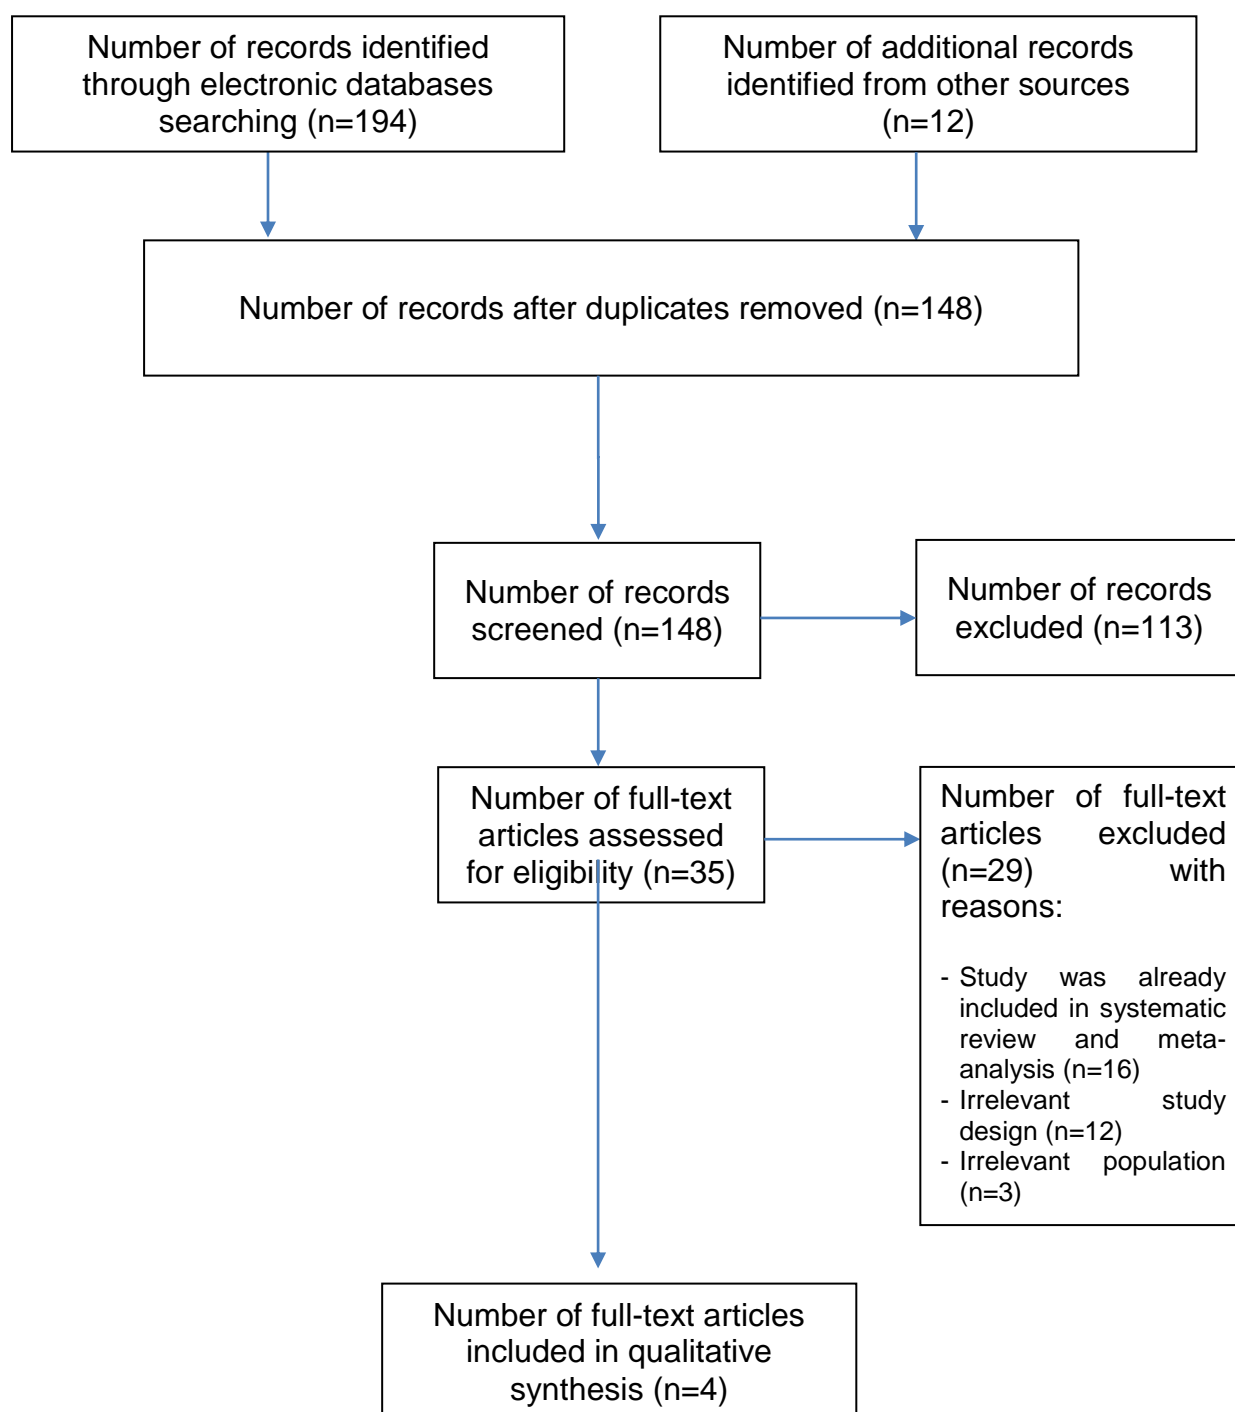 Number of records identified
through electronic databases
searching (n=194)
Number of additional records
identified from other sources
(n=12)
Number of records after duplicates removed (n=148)
Number of records
screened (n=148)
Number of records
excluded (n=113)
Number of full-text
articles assessed
for eligibility (n=35)
Number of full-text
articles excluded
(n=29) with
reasons:
- Study was already
included in systematic
review and meta-
analysis (n=16)
- Irrelevant study
design (n=12)
- Irrelevant population
(n=3)
Number of full-text articles
included in qualitative
synthesis (n=4)